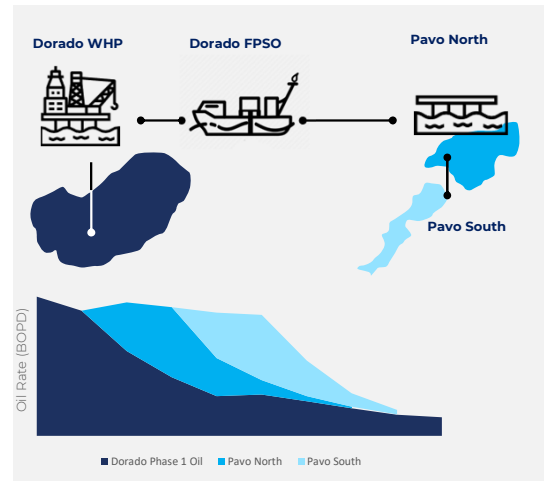 Dorado WHP
Dorado FPSO
Pavo North
Pavo South
Oil Rate (BOPD)
Dorado Phase 1 Oil
Pavo North
Pavo South